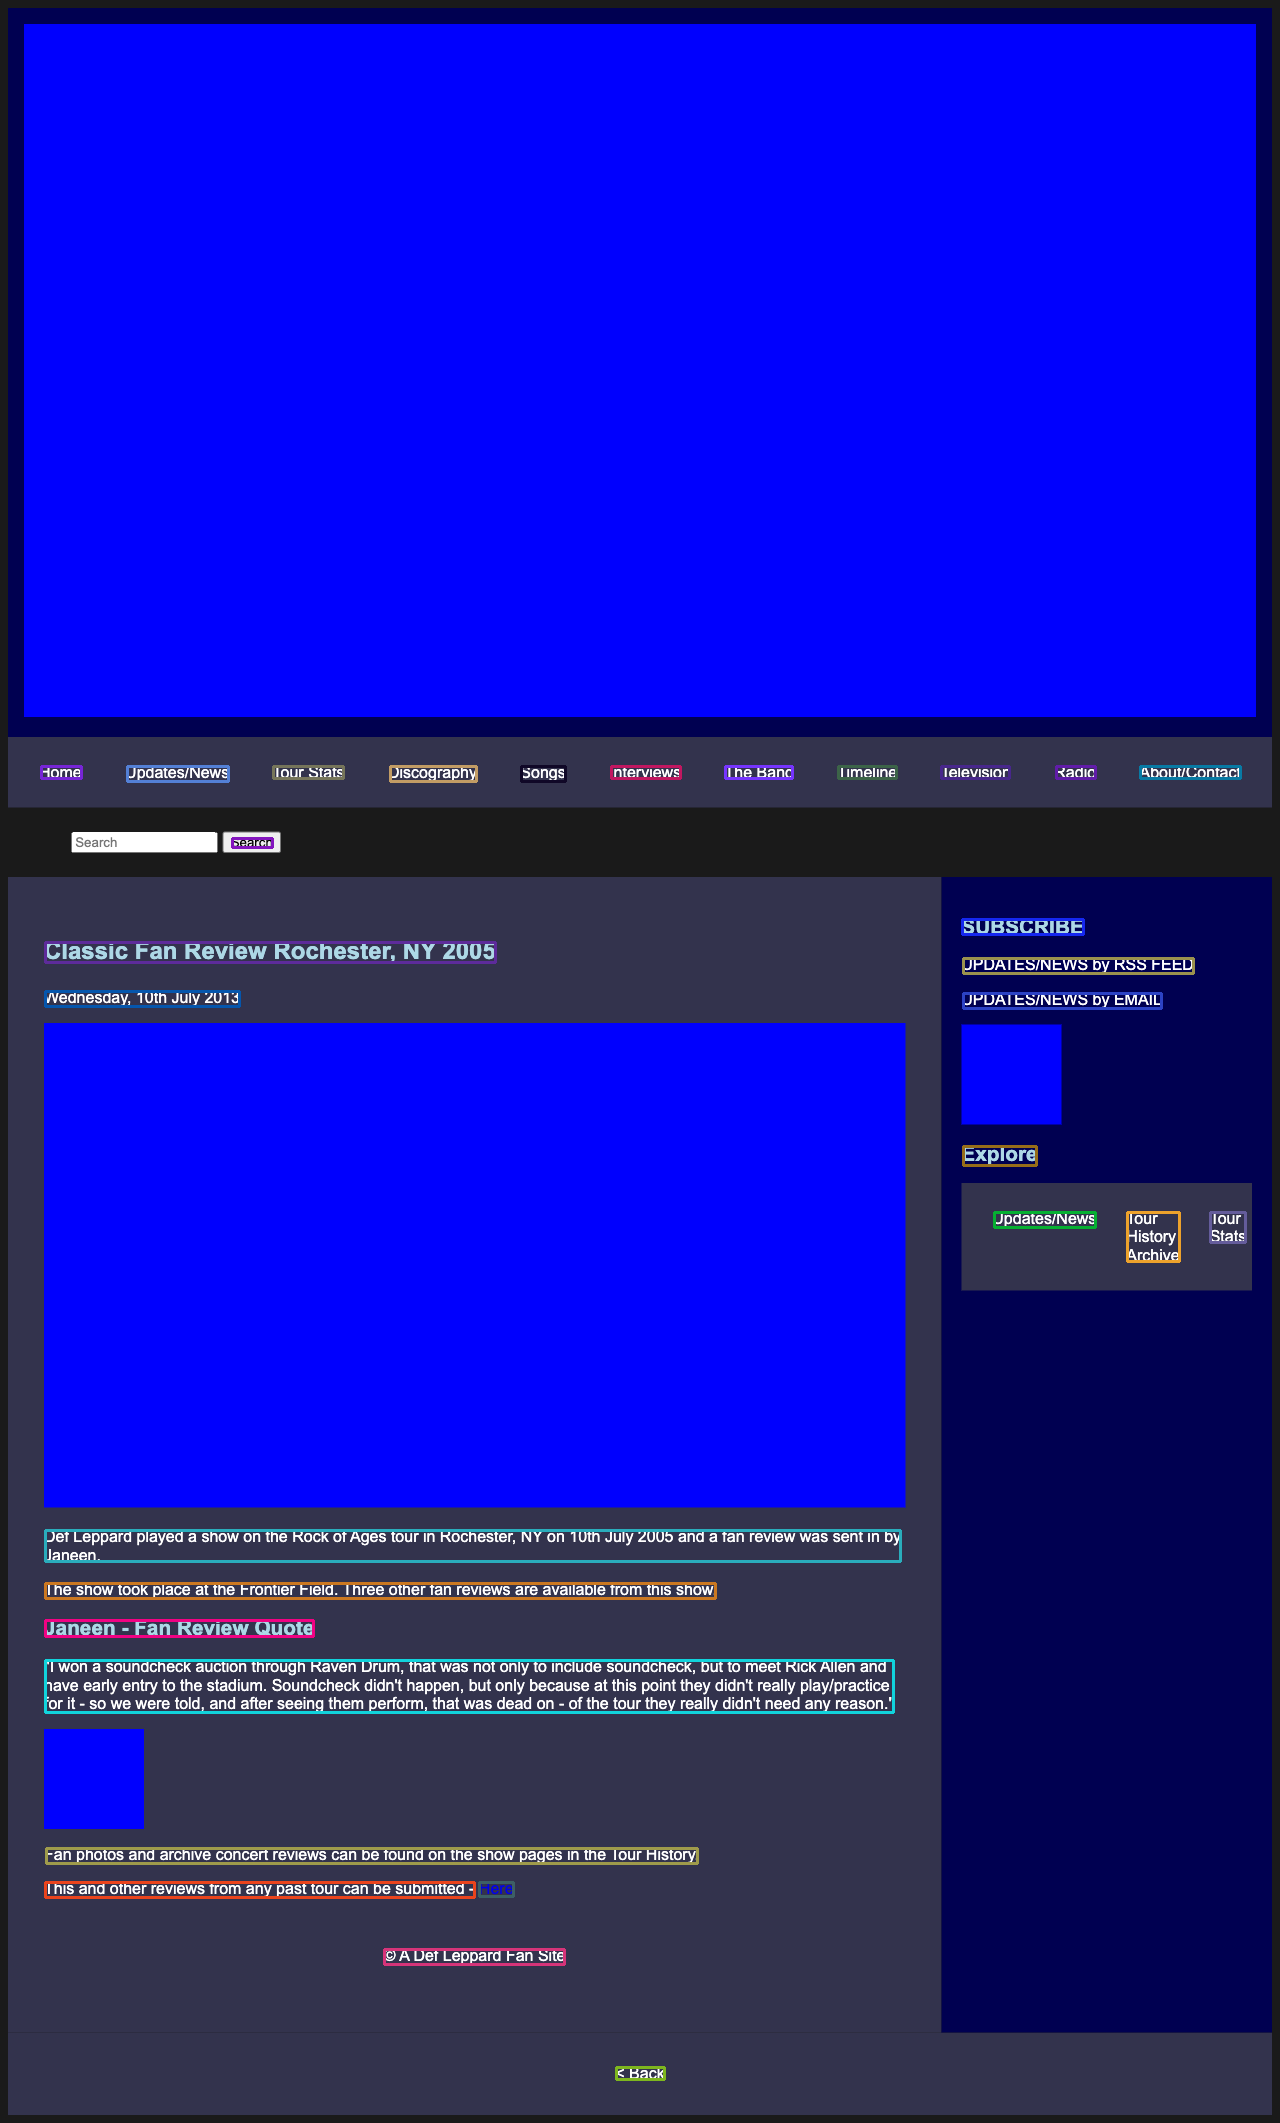 Home Updates/News Tour Stats Discography Songs Interviews The Band Timeline Television Radio About/Contact
Search Search
Classic Fan Review Rochester, NY 2005
Wednesday, 10th July 2013
Def Leppard played a show on the Rock of Ages tour in Rochester, NY on 10th July 2005 and a fan review was sent in by
Janeen.
The show took place at the Frontier Field. Three other fan reviews are available from this show
Janeen - Fan Review Quote
"I won a soundcheck auction through Raven Drum, that was not only to include soundcheck, but to meet Rick Allen and
have early entry to the stadium. Soundcheck didn't happen, but only because at this point they didn't really play/practice
for it - so we were told, and after seeing them perform, that was dead on - of the tour they really didn't need any reason."
Fan photos and archive concert reviews can be found on the show pages in the Tour History
This and other reviews from any past tour can be submitted - Here
© A Def Leppard Fan Site
SUBSCRIBE
UPDATES/NEWS by RSS FEED
UPDATES/NEWS by EMAIL
Explore
Updates/News
Tour
History
Archive
Tour
Stats
< Back